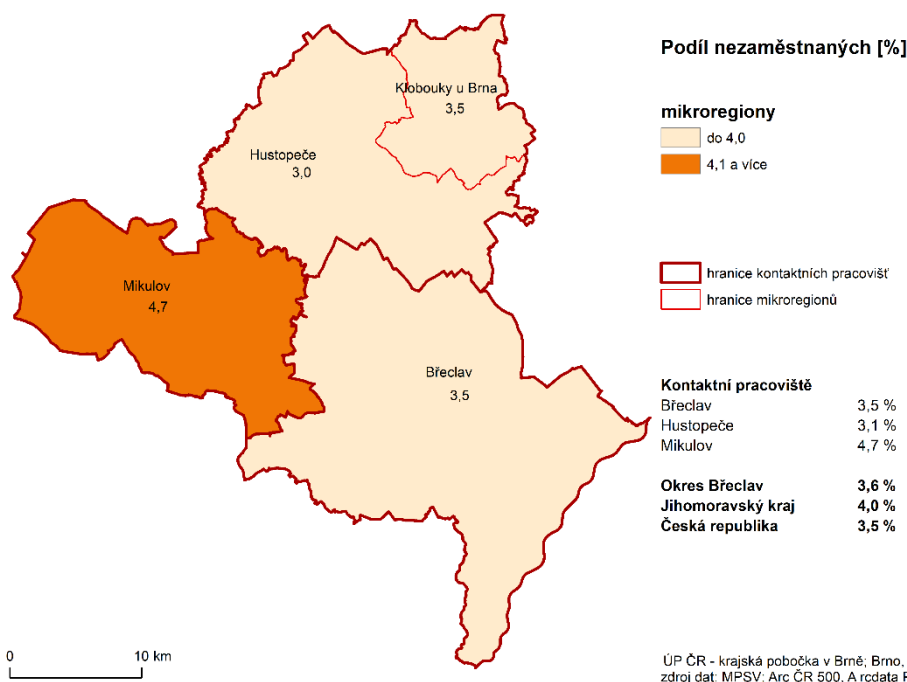 Podíl nezaměstnaných [%]
Klobouky u Brna
3,5
mikroregiony
do 4,0
4,1 a více
Hustopeče
3,0
Mikulov
4,7
hranice kontaktních pracovišť
hranice mikroregionů
Břeclav
3,5
Kontaktní pracoviště
Břeclav 3,5 %
Hustopeče 3,1 %
Mikulov 4,7 %
Okres Břeclav 3,6 %
Jihomoravský kraj 4,0 %
Česká republika 3,5 %
0 10 km
ÚP ČR - krajská pobočka v Brně; Brno,
zdroj dat: MPSV; Arc ČR 500, A rcdata